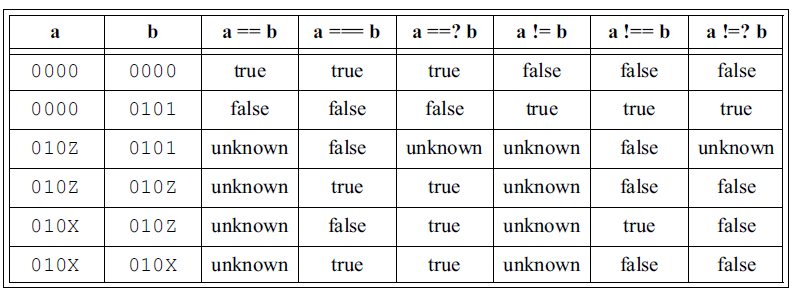 a b a == b a === b a ==? b a != b a !== b a !=? b
0000 0000 true true true false false false
0000 0101 false false false true true true
010Z 0101 unknown false unknown unknown false unknown
010Z 010Z unknown true true unknown false false
010X 010Z unknown false true unknown true false
010X 010X unknown true true unknown false false